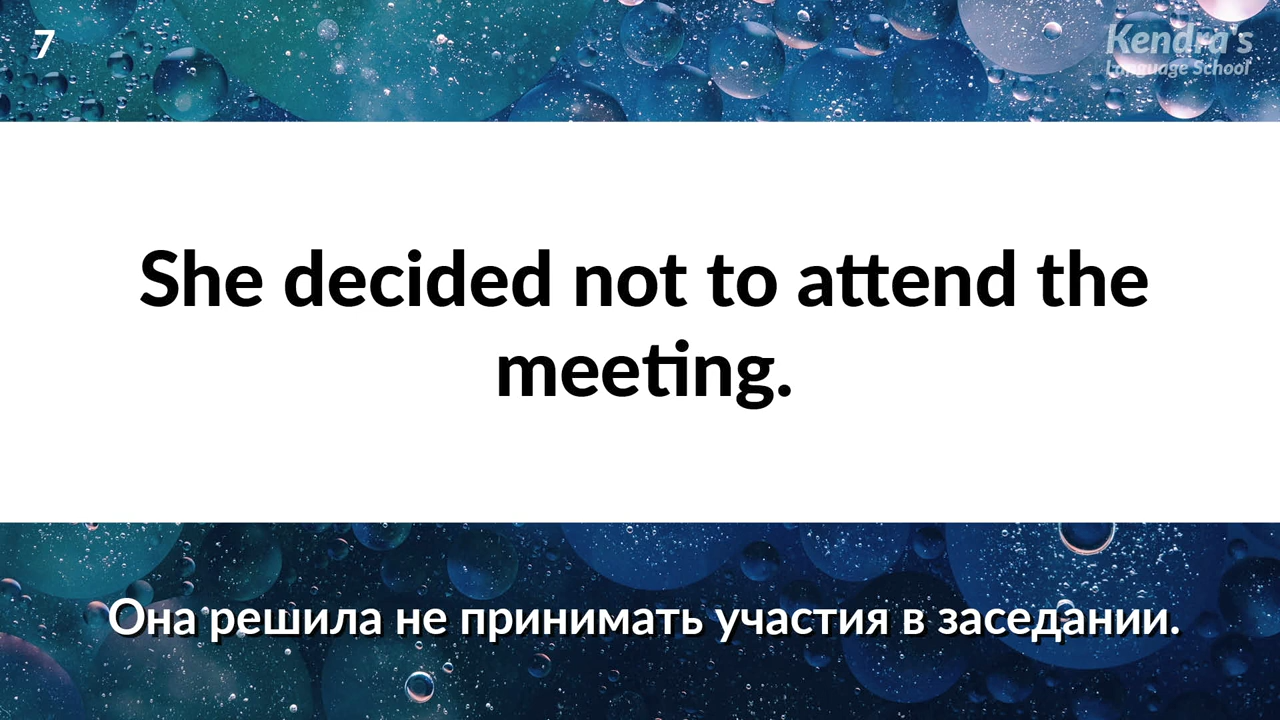 7
Kendra's
Language School
She decided not to attend the
meeting.
Она решила не принимать участия в заседании.